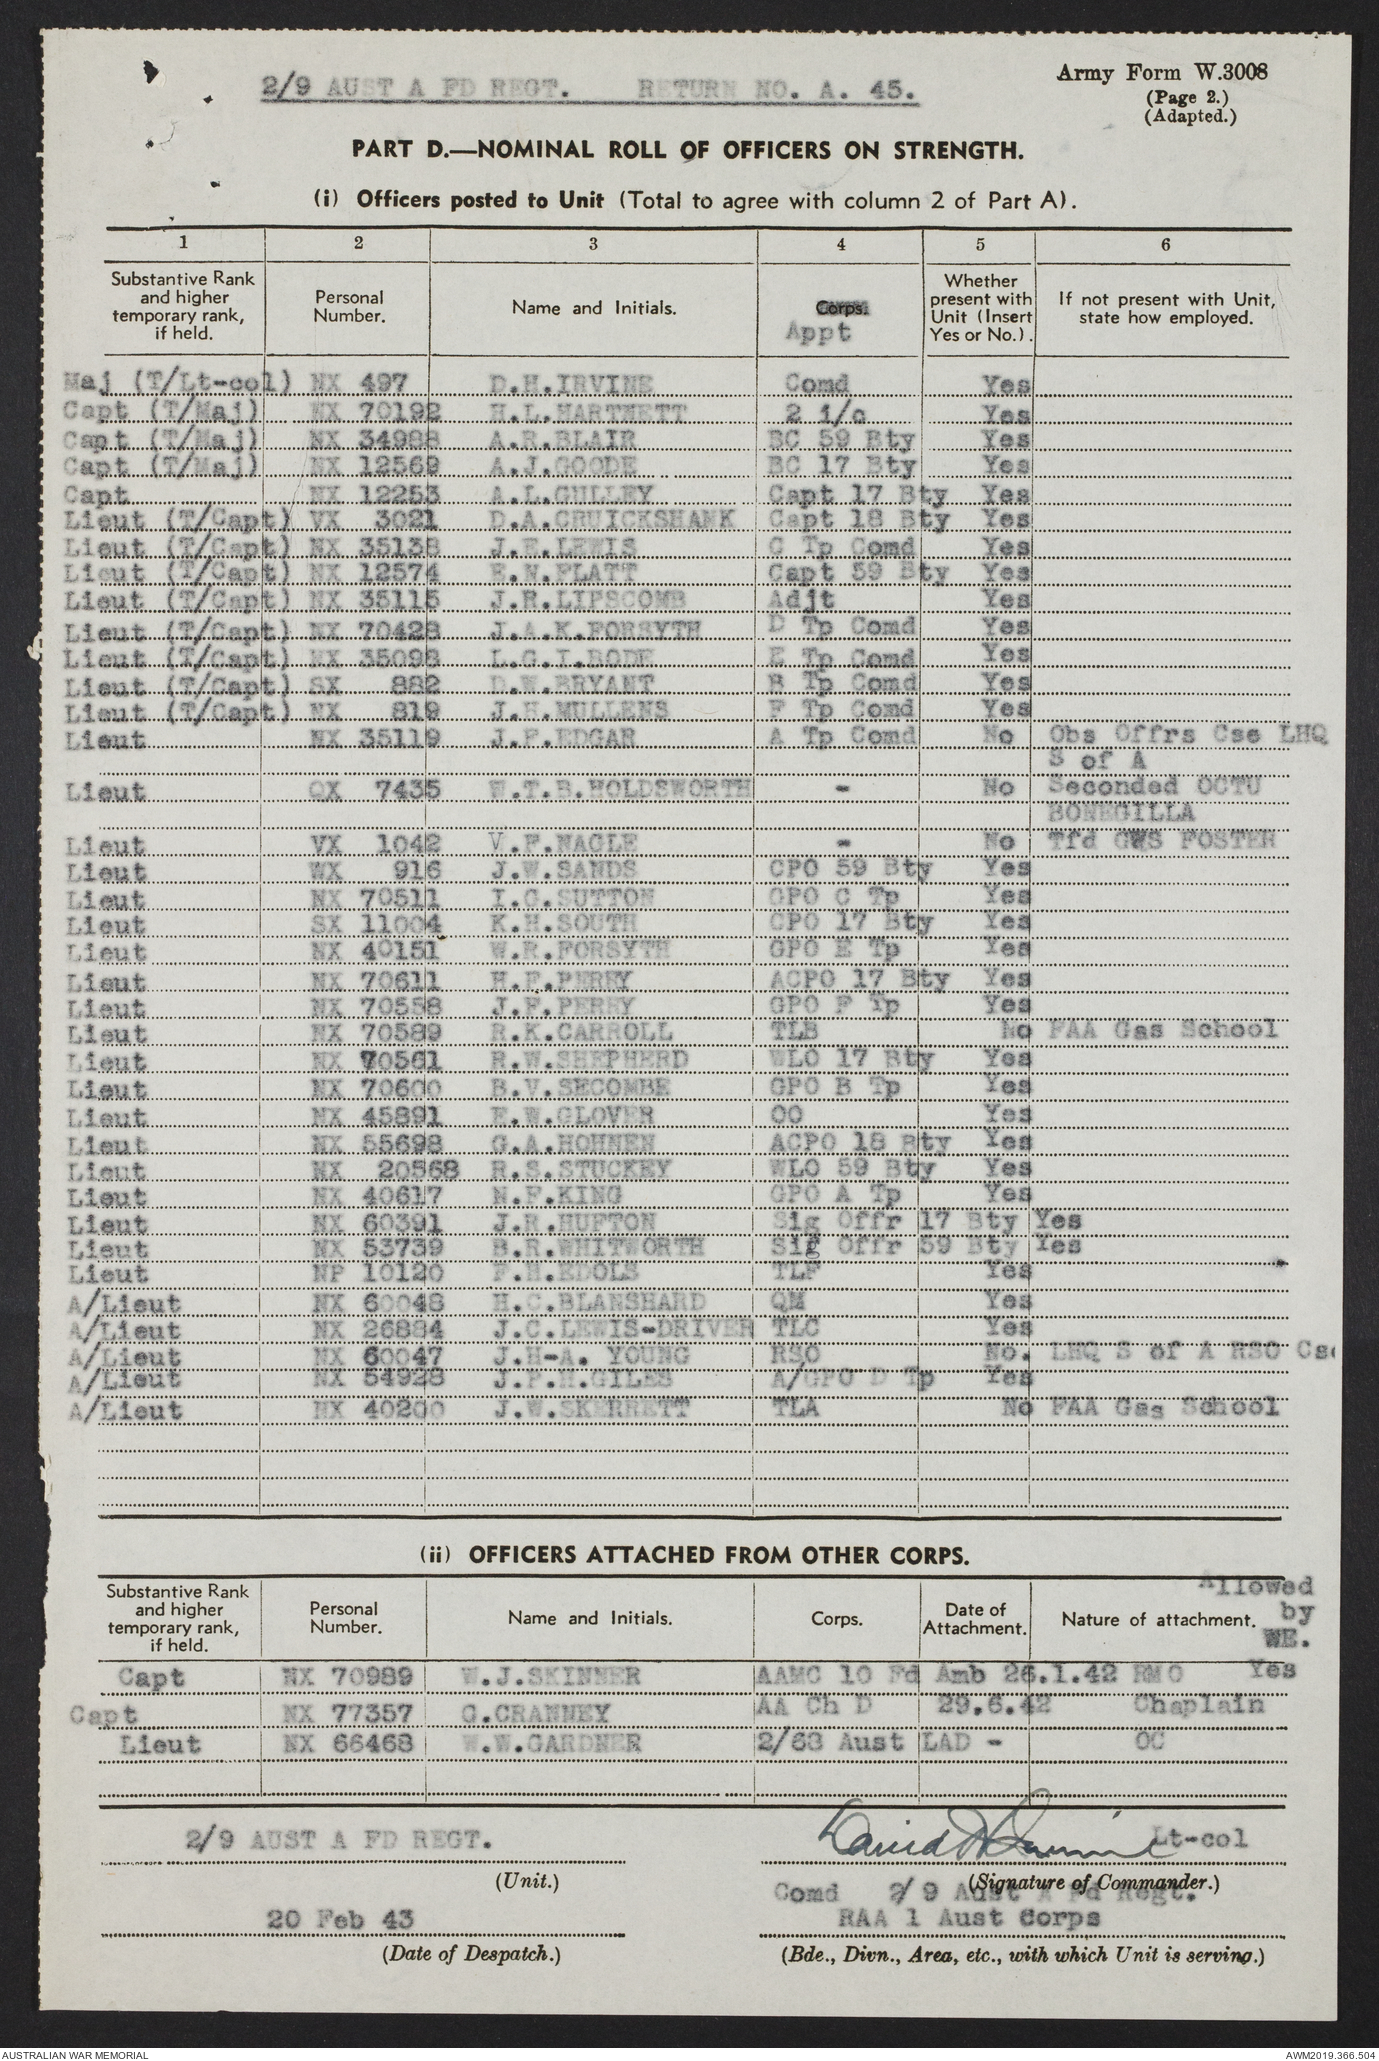 2/9 AUST A FD REGT. RETURN NO. A. 45.
Army Form W.3008
(Page 2.)
(Adapted.)
PART D.—NOMINAL ROLL OF OFFICERS ON STRENGTH.
(i) Officers posted to Unit (Total to agree with column 2 of Part A).
1 2 3 4 5 6
Substantive Rank and higher temporary rank, if held. Personal Number. Name and Initials. Corps. Appt Whether present with Unit (Insert Yes or No.). If not present with Unit, state how employed.
Maj (T/Lt-col) NX 497 D.H.IRVINE Comd Yes
Capt (T/Maj) NX 70192 H.L.HARTNETT 2 i/c Yes
Capt (T/Maj) NX 34988 A.R.BLAIR BC 59 Bty Yes
Capt (T/Maj) NX 12569 A.J.GOODE BC 17 Bty Yes
Capt NX 12253 A.L.GULLEY Capt 17 Bty Yes
Lieut (T/Capt) VX 3021 D.A.CRUICKSHANK Capt 18 Bty Yes
Lieut (T/Capt) NX 35138 J.E.LEWIS C Tp Comd Yes
Lieut (T/Capt) NX 12574 E.N.FLATT Capt 59 Bty Yes
Lieut (T/Capt) NX 35115 J.R.LIPSCOMB Adjt Yes
Lieut (T/Capt) NX 70428 J.A.K.FORSYTH D Tp Comd Yes
Lieut (T/Capt) NX 35098 L.G.I.BODE E Tp Comd Yes
Lieut (T/Capt) SX 882 D.W.BRYANT B Tp Comd Yes
Lieut (T/Capt) NX 819 J.H.MULLENS F Tp Comd Yes
Lieut NX 35119 J.F.EDGAR A Tp Comd No Obs Offrs Cse LHQ
S of A
Lieut QX 7435 W.T.B.HOLDSWORTH - No Seconded OCTU
BONEGILLA
Lieut VX 1042 V.F.NAGLE - No Tfd GWS FOSTER
Lieut WX 916 J.W.SANDS CPO 59 Bty Yes
Lieut NX 70511 I.G.SUTTON GPO C Tp Yes
Lieut SX 11004 K.H.SOUTH CPO 17 Bty Yes
Lieut NX 40151 W.R.FORSYTH GPO E Tp Yes
Lieut NX 70611 H.F.PERRY ACPO 17 Bty Yes
Lieut NX 70558 J.F.PERRY GPO F Tp Yes
Lieut NX 70589 R.K.CARROLL TLB No FAA Gas School
Lieut NX 70561 R.W.SHEPHERD WLO 17 Bty Yes
Lieut NX 70600 B.V.SECOMBE GPO B Tp Yes
Lieut NX 45891 E.W.GLOVER OO Yes
Lieut NX 55698 G.A.HOHNEN ACPO 18 Bty Yes
Lieut NX 20568 R.S.STUCKEY WLO 59 Bty Yes
Lieut NX 40617 N.F.KING GPO A Tp Yes
Lieut NX 60391 J.R.HUFTON Sig Offr 17 Bty Yes
Lieut NX 53739 B.R.WHITWORTH Sig Offr 59 Bty Yes
Lieut NP 10120 F.H.EDOLS TLF Yes
A/Lieut NX 60048 H.C.BLANSHARD QM Yes
A/Lieut NX 26884 J.C.LEWIS-DRIVER TLC Yes
A/Lieut NX 60047 J.H-A. YOUNG RSO No. LHQ S of A RSO Cse
A/Lieut NX 54928 J.P.H.GILES A/GPO D Tp Yes
A/Lieut NX 40200 J.W.SKERRETT TLA No FAA Gas School
(ii) OFFICERS ATTACHED FROM OTHER CORPS.
Substantive Rank and higher temporary rank, if held. Personal Number. Name and Initials. Corps. Date of Attachment. Nature of attachment. Allowed by WE.
Capt NX 70989 W.J.SKINNER AAMC 10 Fd Amb 26.1.42 RMO Yes
Capt NX 77357 G.CRANNEY AA Ch D 29.6.42 Chaplain
Lieut NX 66468 W.W.GARDNER 2/63 Aust LAD - OC
2/9 AUST A FD REGT. David H Irvine Lt-col
(Unit.) (Signature of Commander.)
Comd 2/9 Aust A Fd Regt.
20 Feb 43 RAA 1 Aust Corps
(Date of Despatch.) (Bde., Divn., Area, etc., with which Unit is serving.)
AUSTRALIAN WAR MEMORIAL AWM2019.366.504